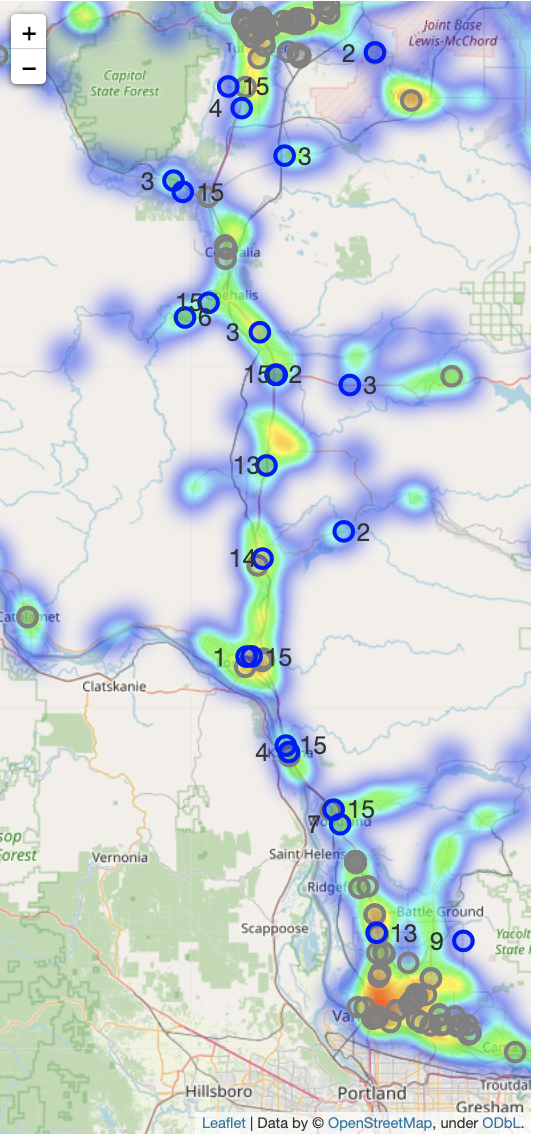 +
−
Joint Base
Lewis-McChord
2
Capitol
State Forest
15
4
3
3
15
15
6
3
15
2
3
13
2
14
1
15
Clatskanie
15
4
15
7
Saint Helens
Vernonia
13
9
Battle Ground
Scappoose
Hillsboro
Portland
Troutdal
Gresham
Leaflet | Data by © OpenStreetMap, under ODbL.